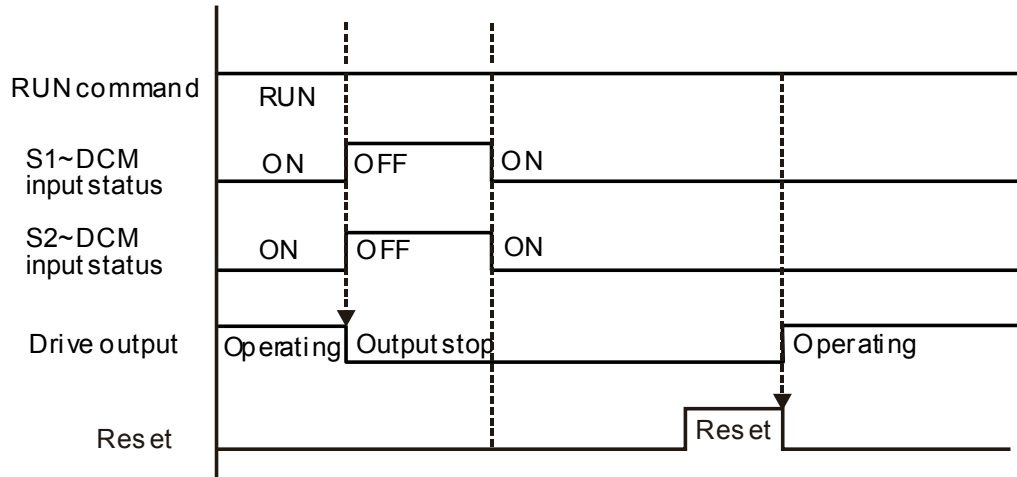 RUN command
RUN
S1~DCM
input status
ON
OFF
ON
S2~DCM
input status
ON
OFF
ON
Drive output
Operating
Output stop
Operating
Reset
Reset